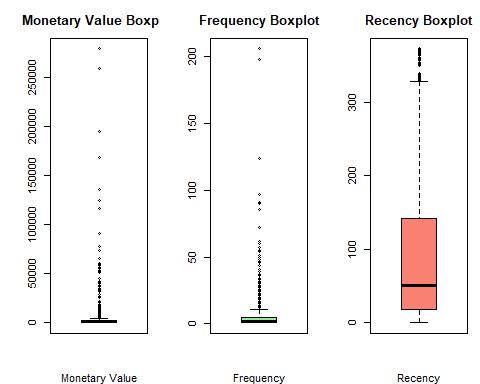 Monetary Value Boxp
Frequency Boxplot
Recency Boxplot
250000
200000
150000
100000
50000
0
200
150
100
50
0
300
200
100
0
Monetary Value
Frequency
Recency